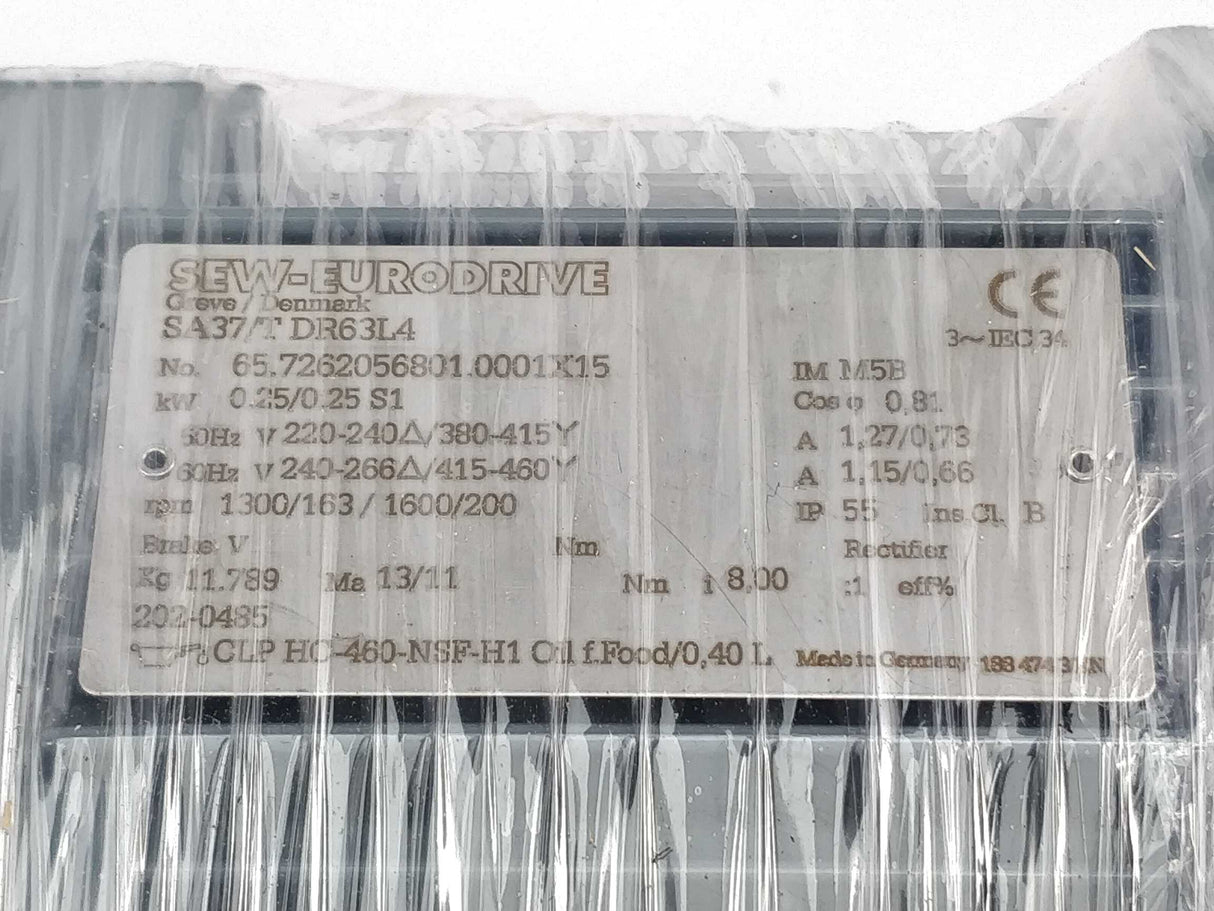 SEW-EURODRIVE
Greve / Denmark
SA37/T DR63L4
CE
3~ IEC 34
No. 65.7262056801.0001X15 IM M5B
kW 0.25/0.25 S1 Cos φ 0,81
50Hz V 220-240Δ/380-415Y A 1,27/0,73
60Hz V 240-266Δ/415-460Y A 1,15/0,66
rpm 1300/163 / 1600/200 IP 55 Ins.Cl. B
Brake V Nm Rectifier
Kg 11.789 Ma 13/11 Nm i 8,00 :1 eff%
202-0485
CLP HC-460-NSF-H1 Oil f.Food/0,40 L Made in Germany